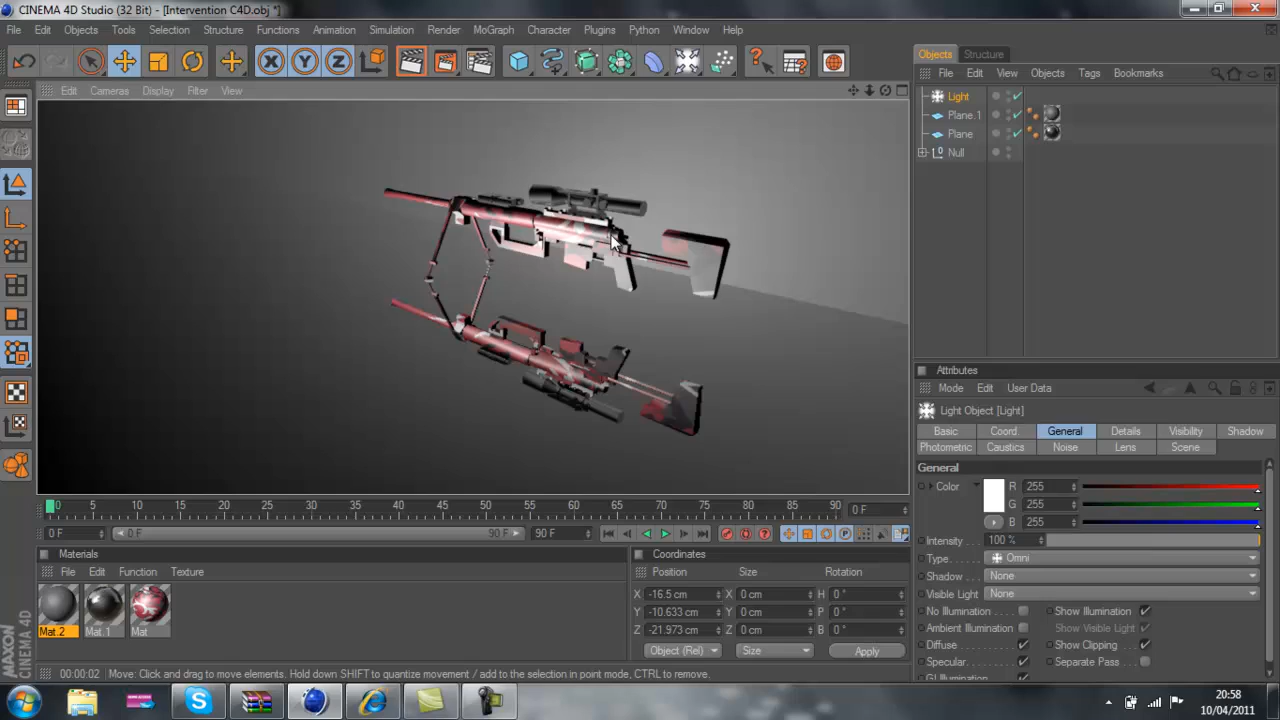 CINEMA 4D Studio (32 Bit) - [Intervention C4D.obj *]
File Edit Objects Tools Selection Structure Functions Animation Simulation Render MoGraph Character Plugins Python Window Help
Objects Structure
File Edit View Objects Tags Bookmarks
Edit Cameras Display Filter View
Light
Plane.1
Plane
Null
Attributes
Mode Edit User Data
Light Object [Light]
Basic Coord. General Details Visibility Shadow
Photometric Caustics Noise Lens Scene
General
Color R 255
G 255
B 255
Intensity 100 %
Type Omni
Shadow None
Visible Light None
No Illumination Show Illumination
Ambient Illumination Show Visible Light
Diffuse Show Clipping
Specular Separate Pass
GI Illumination
0 5 10 15 20 25 30 35 40 45 50 55 60 65 70 75 80 85 90 0 F
0 F 0 F 90 F 90 F
Materials
File Edit Function Texture
Mat.2 Mat.1 Mat
Coordinates
Position Size Rotation
X -16.5 cm X 0 cm H 0 °
Y -10.633 cm Y 0 cm P 0 °
Z -21.973 cm Z 0 cm B 0 °
Object (Rel) Size Apply
MAXON CINEMA 4D
00:00:02 Move: Click and drag to move elements. Hold down SHIFT to quantize movement / add to the selection in point mode, CTRL to remove.
20:58
10/04/2011